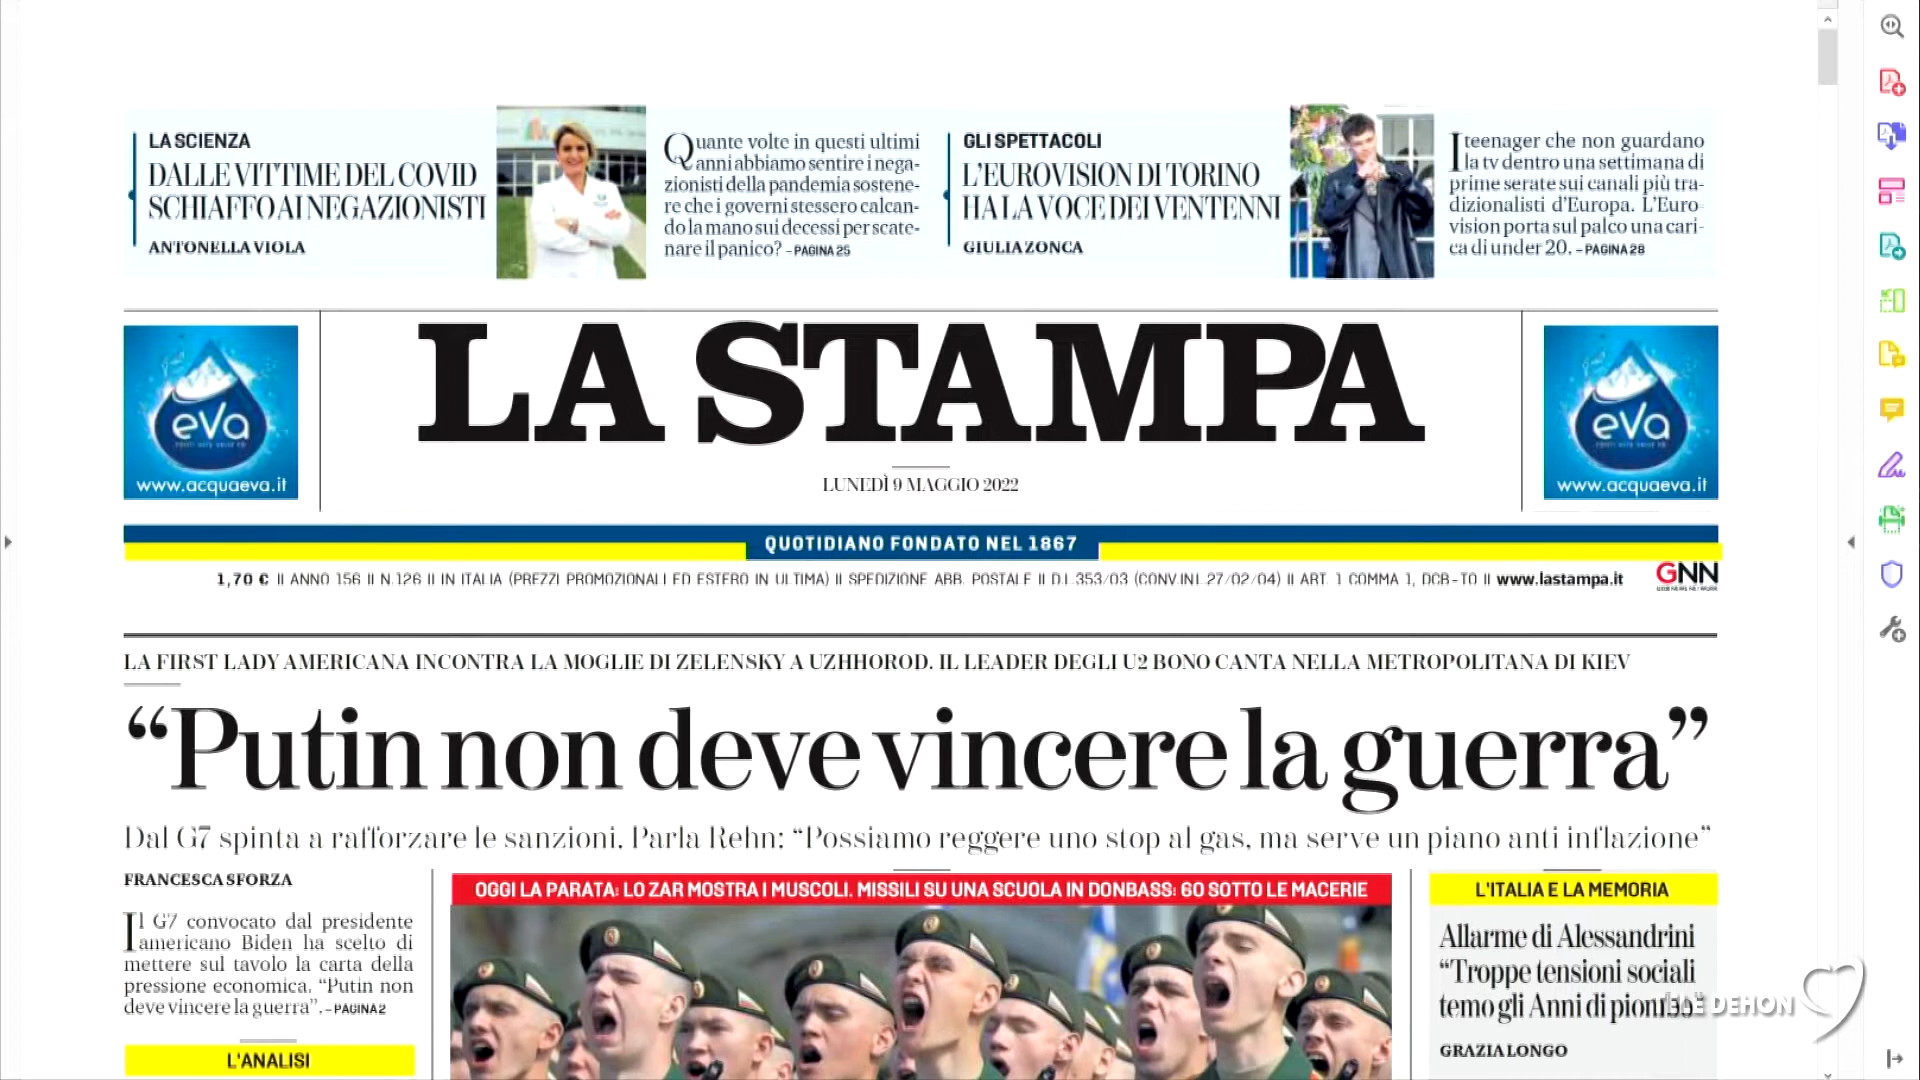 LA SCIENZA
DALLE VITTIME DEL COVID
SCHIAFFO AI NEGAZIONISTI
ANTONELLA VIOLA
Quante volte in questi ultimi
anni abbiamo sentire i nega-
zionisti della pandemia sostene-
re che i governi stessero calcan-
do la mano sui decessi per scate-
nare il panico? - PAGINA 25
GLI SPETTACOLI
L'EUROVISION DI TORINO
HA LA VOCE DEI VENTENNI
GIULIA ZONCA
I teenager che non guardano
la tv dentro una settimana di
prime serate sui canali più tra-
dizionalisti d'Europa. L'Euro-
vision porta sul palco una cari-
ca di under 20. - PAGINA 28
eva
www.acquaeva.it
LA STAMPA
LUNEDÌ 9 MAGGIO 2022
eva
www.acquaeva.it
QUOTIDIANO FONDATO NEL 1867
1,70 € II ANNO 156 II N.126 II IN ITALIA (PREZZI PROMOZIONALI ED ESTERO IN ULTIMA) II SPEDIZIONE ABB. POSTALE II D.L.353/03 (CONV.IN L.27/02/04) II ART. 1 COMMA 1, DCB-TO II www.lastampa.it
GNN
LA FIRST LADY AMERICANA INCONTRA LA MOGLIE DI ZELENSKY A UZHHOROD. IL LEADER DEGLI U2 BONO CANTA NELLA METROPOLITANA DI KIEV
“Putin non deve vincere la guerra”
Dal G7 spinta a rafforzare le sanzioni. Parla Rehn: “Possiamo reggere uno stop al gas, ma serve un piano anti inflazione”
FRANCESCA SFORZA
Il G7 convocato dal presidente
americano Biden ha scelto di
mettere sul tavolo la carta della
pressione economica. “Putin non
deve vincere la guerra”. - PAGINA 2
L'ANALISI
OGGI LA PARATA: LO ZAR MOSTRA I MUSCOLI. MISSILI SU UNA SCUOLA IN DONBASS: 60 SOTTO LE MACERIE
L'ITALIA E LA MEMORIA
Allarme di Alessandrini
“Troppe tensioni sociali
temo gli Anni di piombo”
GRAZIA LONGO
TELE DEHON